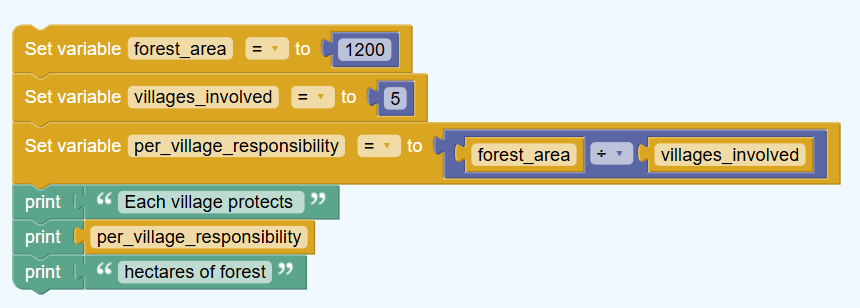 Set variable forest_area = to 1200
Set variable villages_involved = to 5
Set variable per_village_responsibility = to forest_area ÷ villages_involved
print “ Each village protects ”
print per_village_responsibility
print “ hectares of forest ”